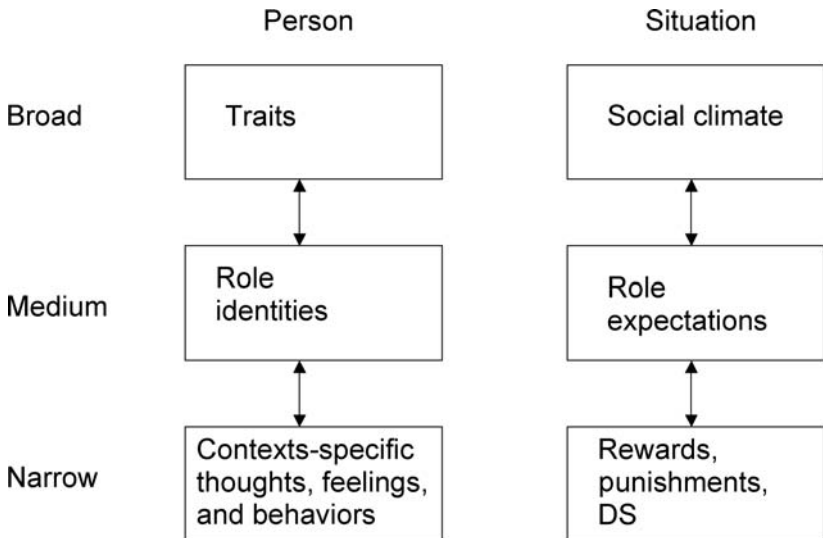 Person
Situation
Broad
Traits
Social climate
Medium
Role
identities
Role
expectations
Narrow
Contexts-specific
thoughts, feelings,
and behaviors
Rewards,
punishments,
DS